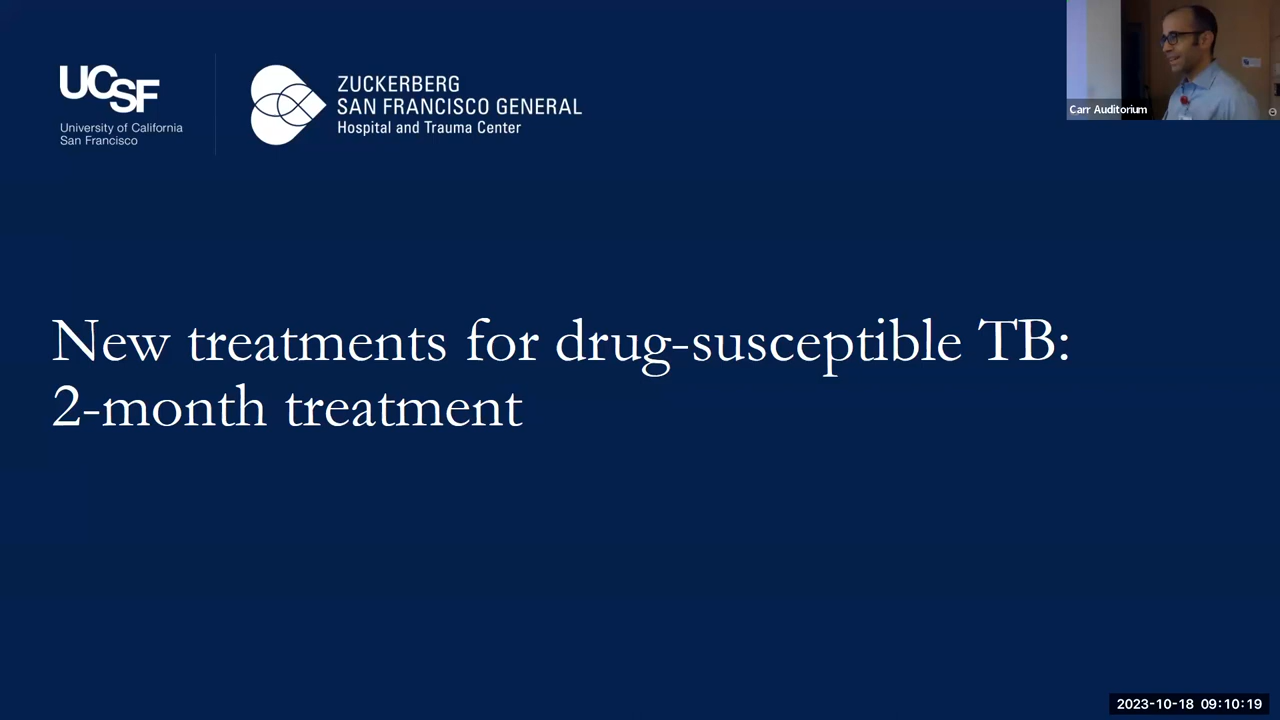 UCSF
University of California
San Francisco
ZUCKERBERG
SAN FRANCISCO GENERAL
Hospital and Trauma Center
Carr Auditorium
New treatments for drug-susceptible TB:
2-month treatment
2023-10-18 09:10:19